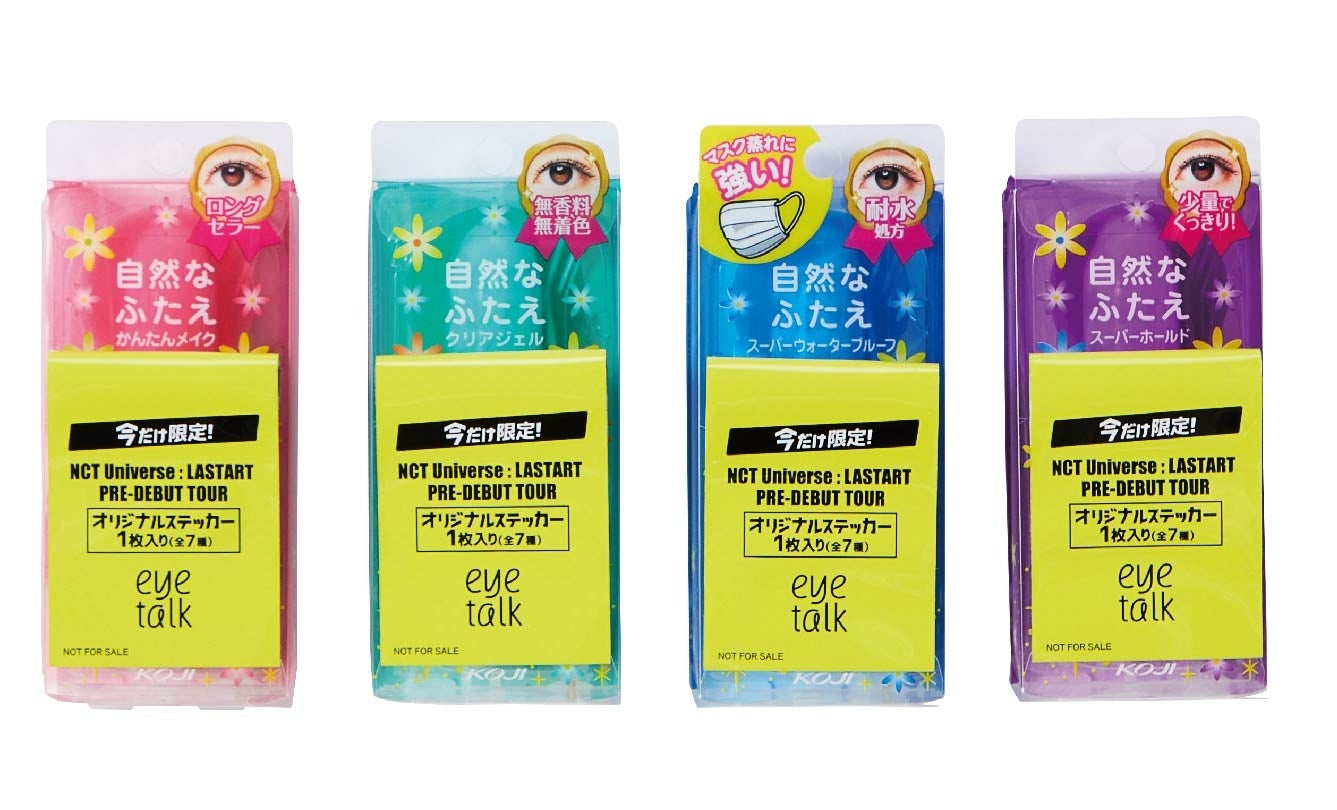 ロング
セラー
自然な
ふたえ
かんたんメイク
今だけ限定!
NCT Universe : LASTART
PRE-DEBUT TOUR
オリジナルステッカー
1枚入り(全7種)
eye
talk
NOT FOR SALE
KOJI
無香料
無着色
自然な
ふたえ
クリアジェル
今だけ限定!
NCT Universe : LASTART
PRE-DEBUT TOUR
オリジナルステッカー
1枚入り(全7種)
eye
talk
NOT FOR SALE
KOJI
マスク蒸れに
強い!
耐水
処方
自然な
ふたえ
スーパーウォータープルーフ
今だけ限定!
NCT Universe : LASTART
PRE-DEBUT TOUR
オリジナルステッカー
1枚入り(全7種)
eye
talk
NOT FOR SALE
KOJI
少量で
くっきり!
自然な
ふたえ
スーパーホールド
今だけ限定!
NCT Universe : LASTART
PRE-DEBUT TOUR
オリジナルステッカー
1枚入り(全7種)
eye
talk
NOT FOR SALE
KOJI